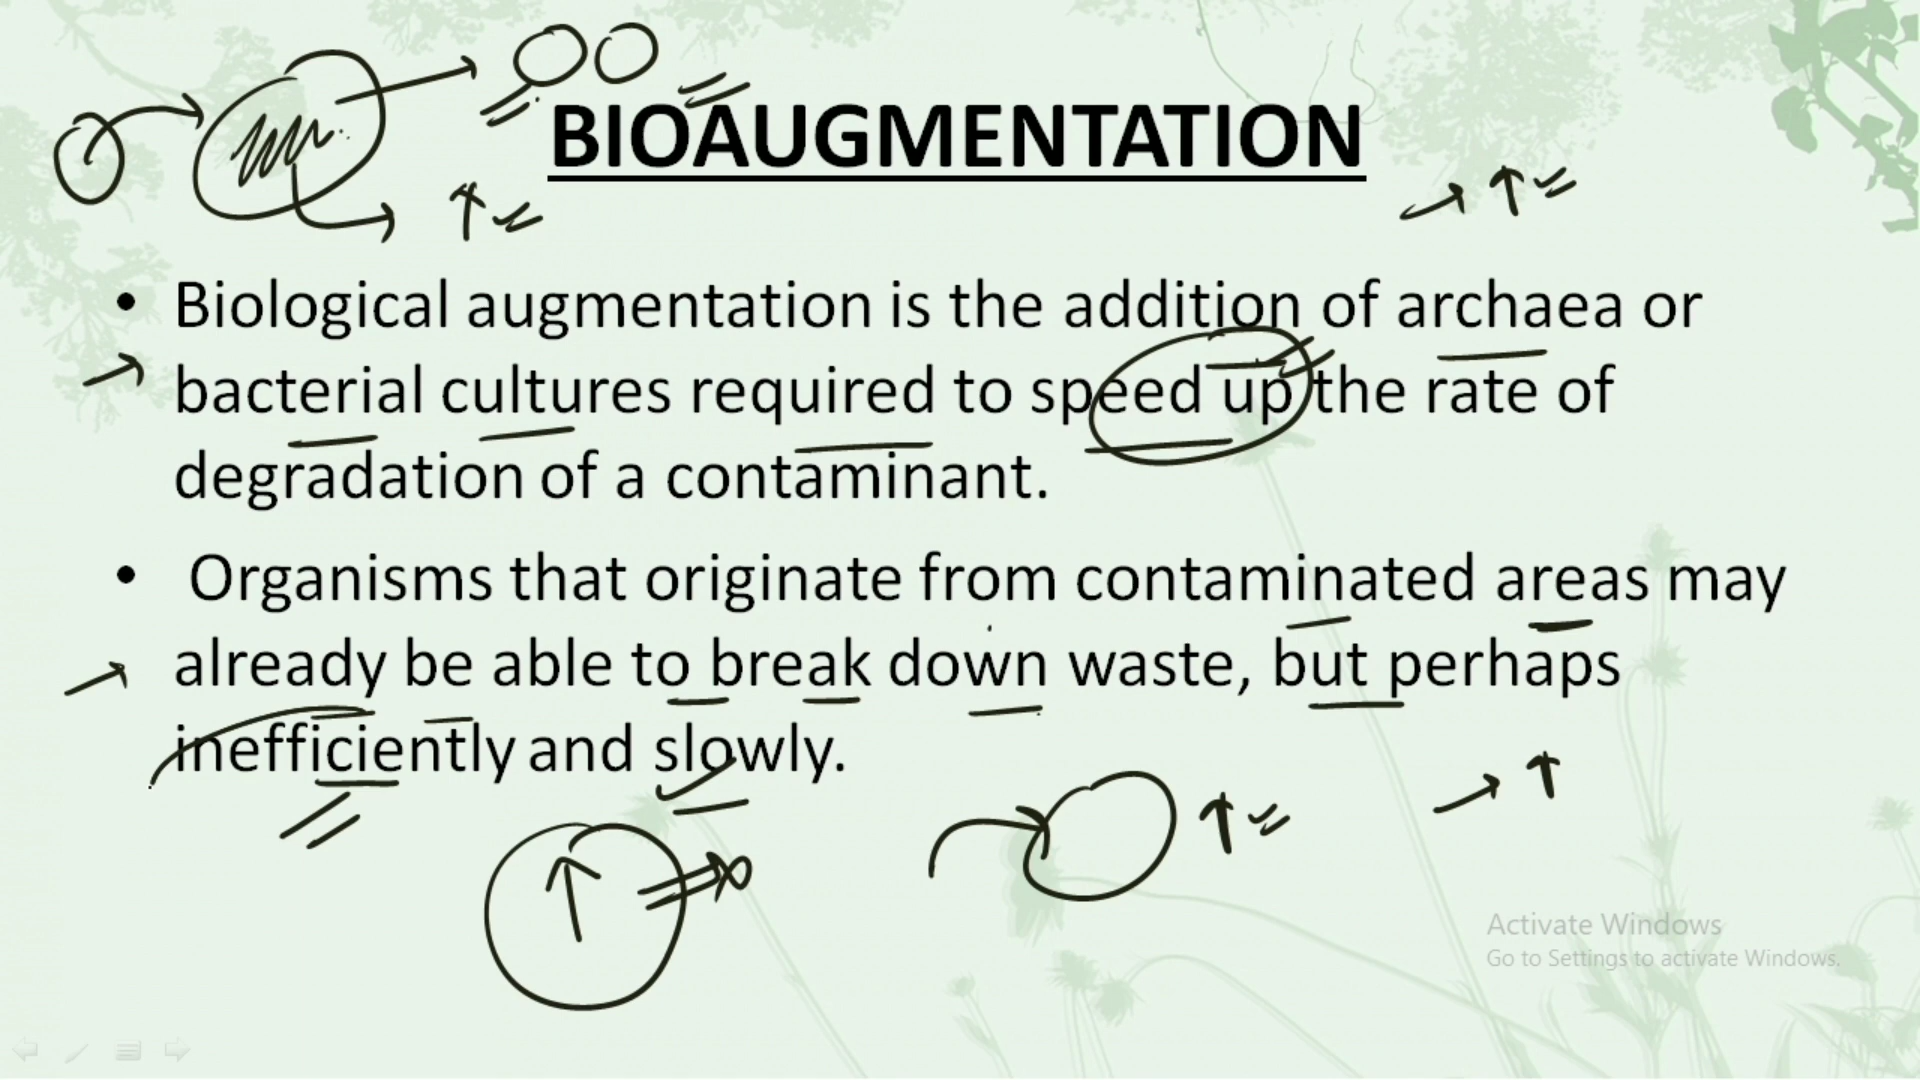 BIOAUGMENTATION
• Biological augmentation is the addition of archaea or
bacterial cultures required to speed up the rate of
degradation of a contaminant.
• Organisms that originate from contaminated areas may
already be able to break down waste, but perhaps
inefficiently and slowly.
Activate Windows
Go to Settings to activate Windows.